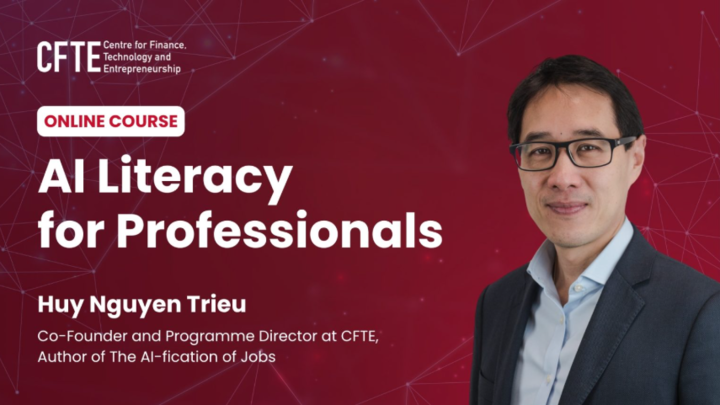 CFTE
Centre for Finance,
Technology and
Entrepreneurship
ONLINE COURSE
AI Literacy
for Professionals
Huy Nguyen Trieu
Co-Founder and Programme Director at CFTE,
Author of The AI-fication of Jobs